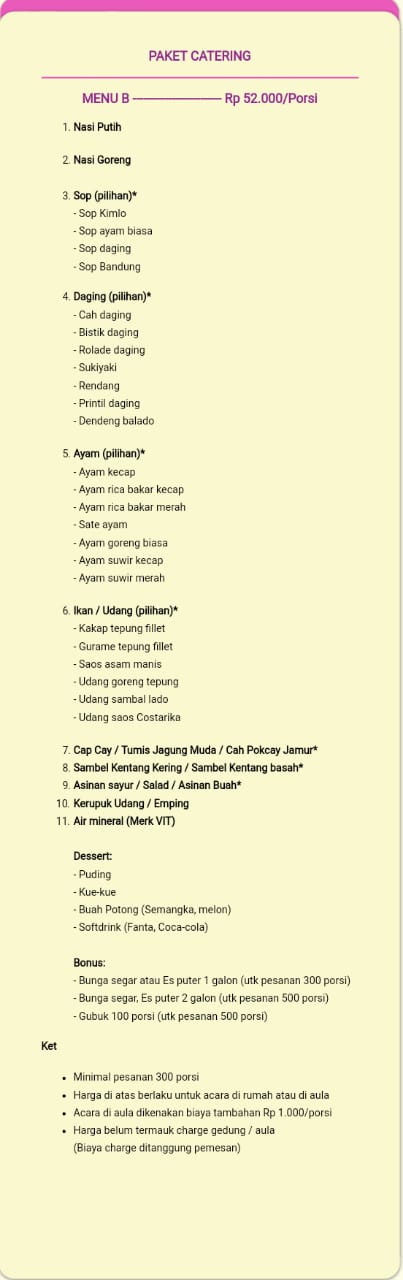 PAKET CATERING
MENU B ---------------------- Rp 52.000/Porsi
1. Nasi Putih
2. Nasi Goreng
3. Sop (pilihan)*
- Sop Kimlo
- Sop ayam biasa
- Sop daging
- Sop Bandung
4. Daging (pilihan)*
- Cah daging
- Bistik daging
- Rolade daging
- Sukiyaki
- Rendang
- Printil daging
- Dendeng balado
5. Ayam (pilihan)*
- Ayam kecap
- Ayam rica bakar kecap
- Ayam rica bakar merah
- Sate ayam
- Ayam goreng biasa
- Ayam suwir kecap
- Ayam suwir merah
6. Ikan / Udang (pilihan)*
- Kakap tepung fillet
- Gurame tepung fillet
- Saos asam manis
- Udang goreng tepung
- Udang sambal lado
- Udang saos Costarika
7. Cap Cay / Tumis Jagung Muda / Cah Pokcay Jamur*
8. Sambel Kentang Kering / Sambel Kentang basah*
9. Asinan sayur / Salad / Asinan Buah*
10. Kerupuk Udang / Emping
11. Air mineral (Merk VIT)
Dessert:
- Puding
- Kue-kue
- Buah Potong (Semangka, melon)
- Softdrink (Fanta, Coca-cola)
Bonus:
- Bunga segar atau Es puter 1 galon (utk pesanan 300 porsi)
- Bunga segar, Es puter 2 galon (utk pesanan 500 porsi)
- Gubuk 100 porsi (utk pesanan 500 porsi)
Ket
• Minimal pesanan 300 porsi
• Harga di atas berlaku untuk acara di rumah atau di aula
• Acara di aula dikenakan biaya tambahan Rp 1.000/porsi
• Harga belum termauk charge gedung / aula
(Biaya charge ditanggung pemesan)